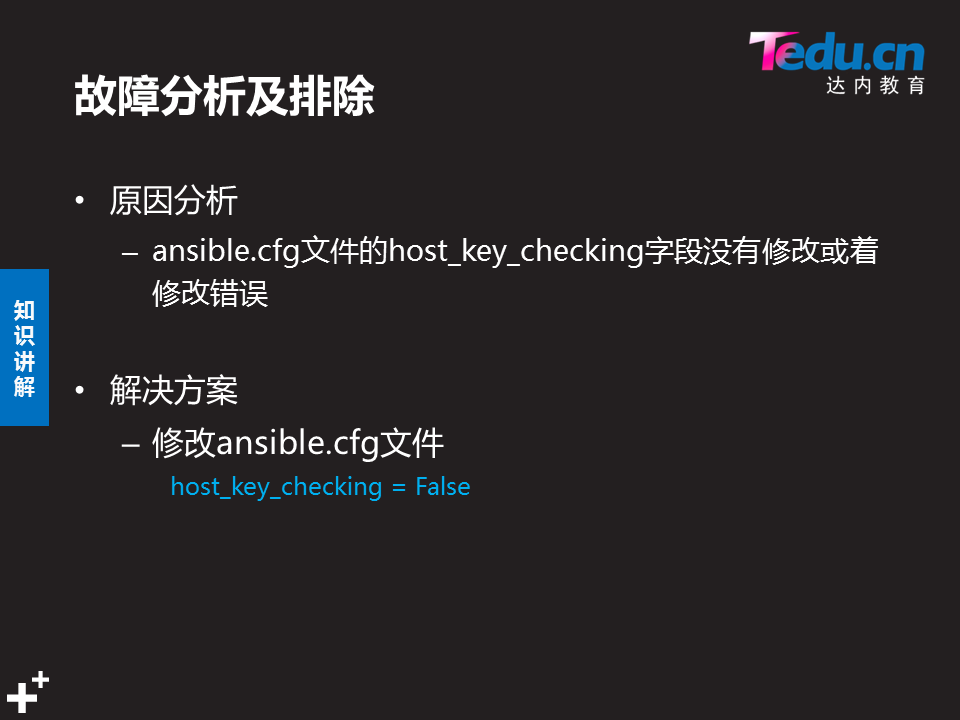 Tedu.cn
达内教育
故障分析及排除
• 原因分析
– ansible.cfg文件的host_key_checking字段没有修改或着
修改错误
知识讲解
• 解决方案
– 修改ansible.cfg文件
host_key_checking = False